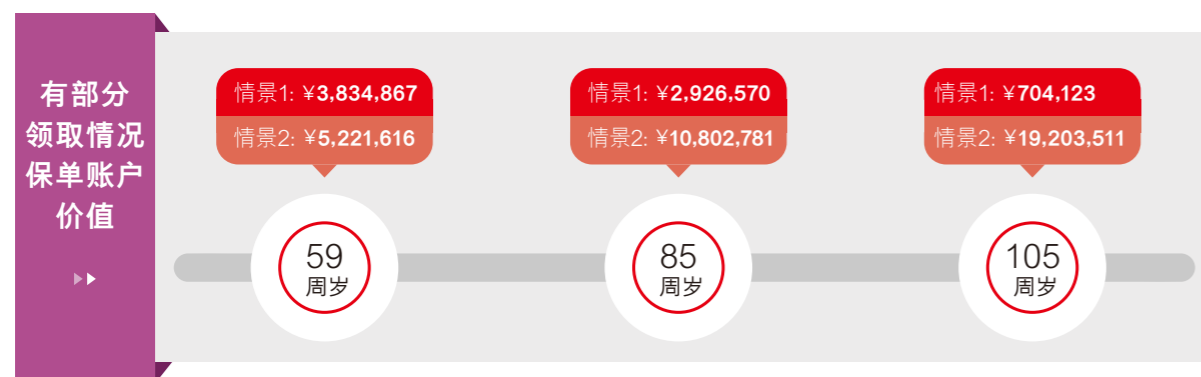 有部分
领取情况
保单账户
价值
情景1: ¥3,834,867
情景2: ¥5,221,616
59
周岁
情景1: ¥2,926,570
情景2: ¥10,802,781
85
周岁
情景1: ¥704,123
情景2: ¥19,203,511
105
周岁